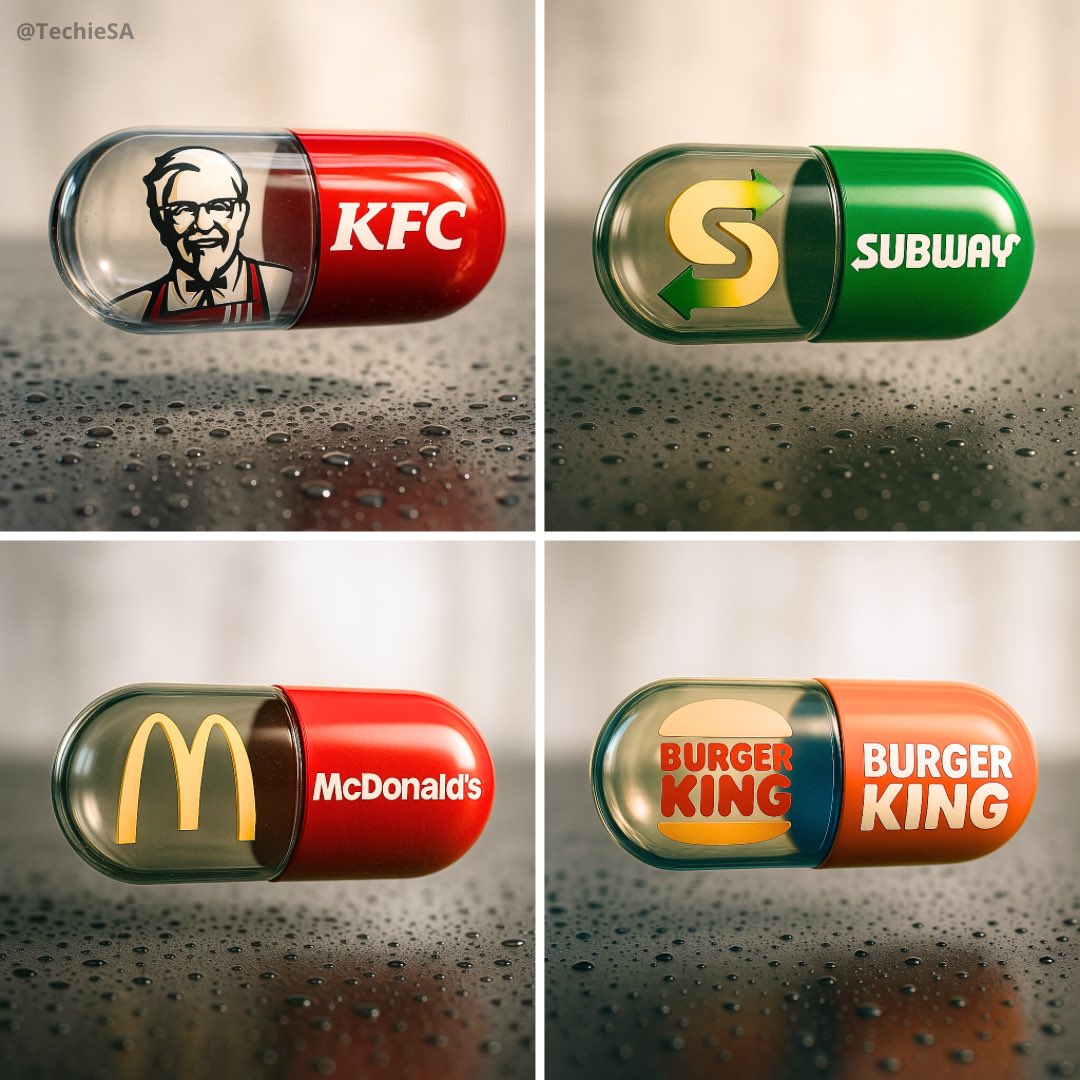 @TechieSA
KFC
SUBWAY
McDonald's
BURGER
KING
BURGER
KING